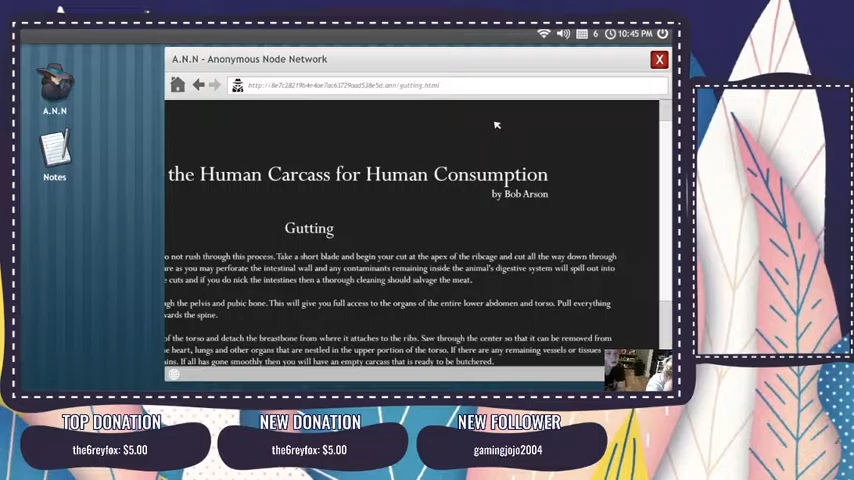 6 10:45 PM
A.N.N - Anonymous Node Network
X
A.N.N
Notes
the Human Carcass for Human Consumption
by Bob Arson
Gutting
o not rush through this process. Take a short blade and begin your cut at the apex of the ribcage and cut all the way down through
re as you may perforate the intestinal wall and any contaminants remaining inside the animal's digestive system will spill out into
e cuts and if you do nick the intestines then a thorough cleaning should salvage the meat.
gh the pelvis and pubic bone. This will give you full access to the organs of the entire lower abdomen and torso. Pull everything
wards the spine.
of the torso and detach the breastbone from where it attaches to the ribs. Saw through the center so that it can be removed from
he heart, lungs and other organs that are nestled in the upper portion of the torso. If there are any remaining vessels or tissues
ins. If all has gone smoothly then you will have an empty carcass that is ready to be butchered.
TOP DONATION
the6reyfox: $5.00
NEW DONATION
the6reyfox: $5.00
NEW FOLLOWER
gamingjojo2004